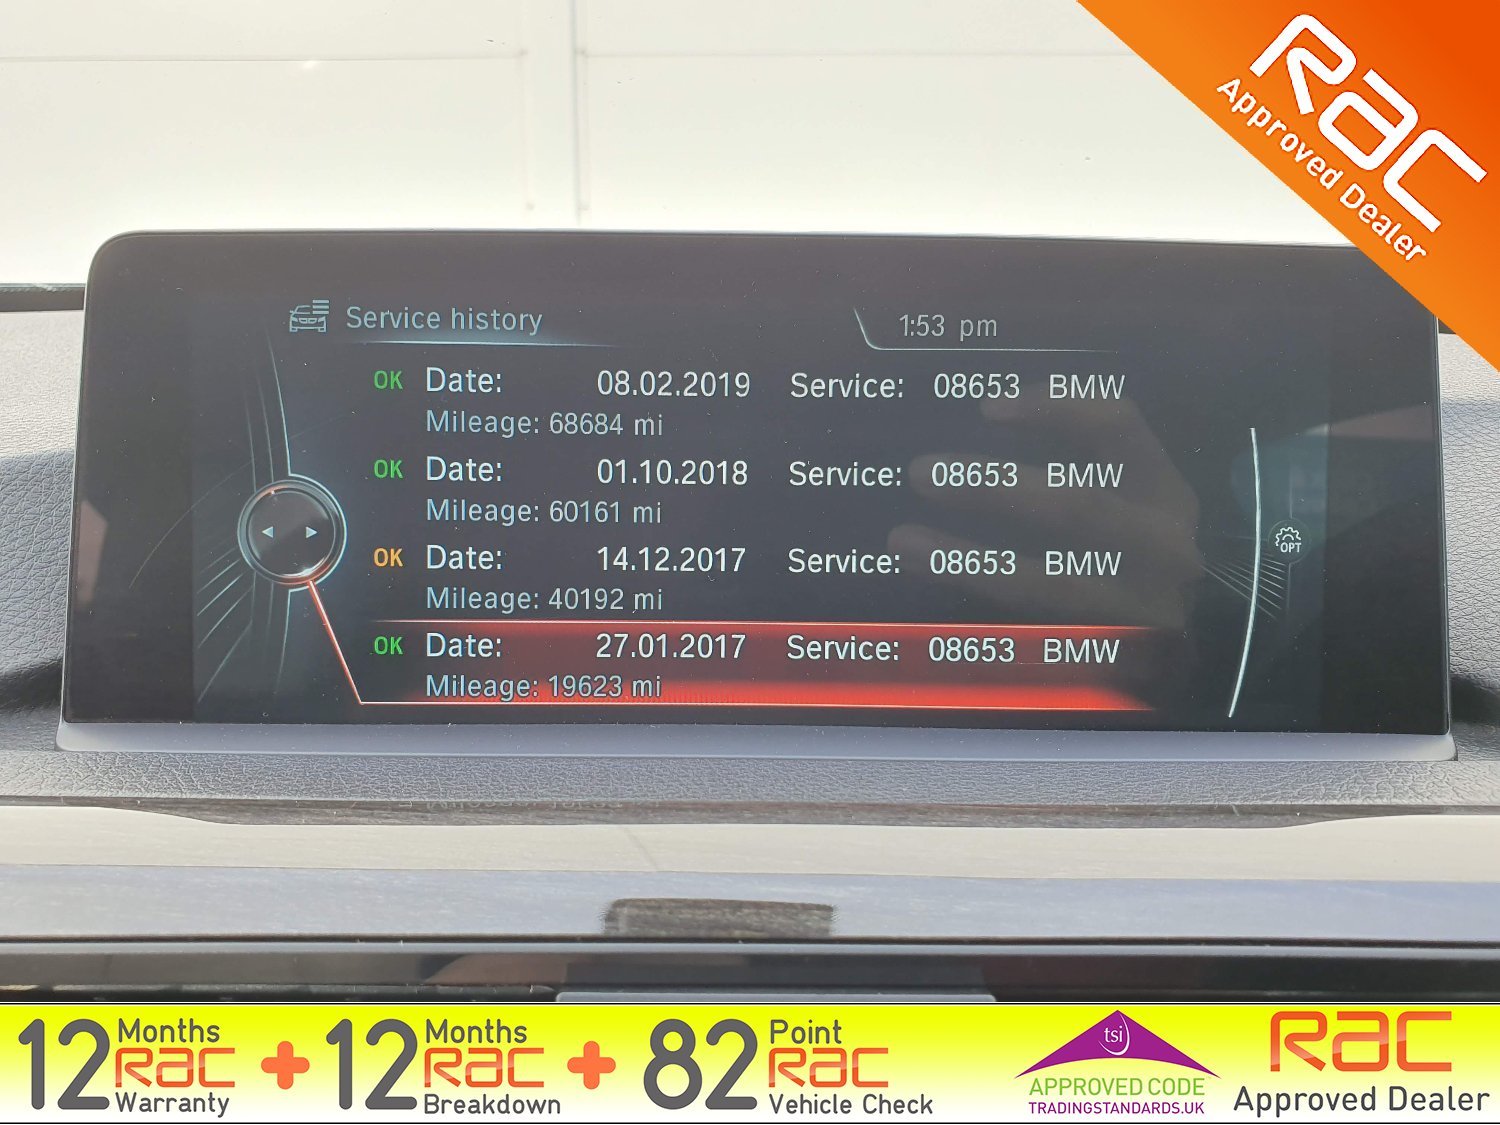 RAC
Approved Dealer
Service history
1:53 pm
OK Date: 08.02.2019 Service: 08653 BMW
Mileage: 68684 mi
OK Date: 01.10.2018 Service: 08653 BMW
Mileage: 60161 mi
OK Date: 14.12.2017 Service: 08653 BMW
Mileage: 40192 mi
OK Date: 27.01.2017 Service: 08653 BMW
Mileage: 19623 mi
OPT
12 Months RAC Warranty + 12 Months RAC Breakdown + 82 Point RAC Vehicle Check
tsi
APPROVED CODE
TRADINGSTANDARDS.UK
RAC
Approved Dealer